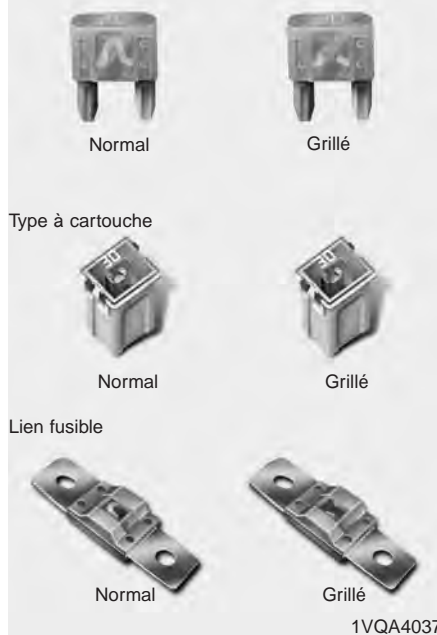 Normal Grillé
Type à cartouche
30 30
Normal Grillé
Lien fusible
Normal Grillé
1VQA4037